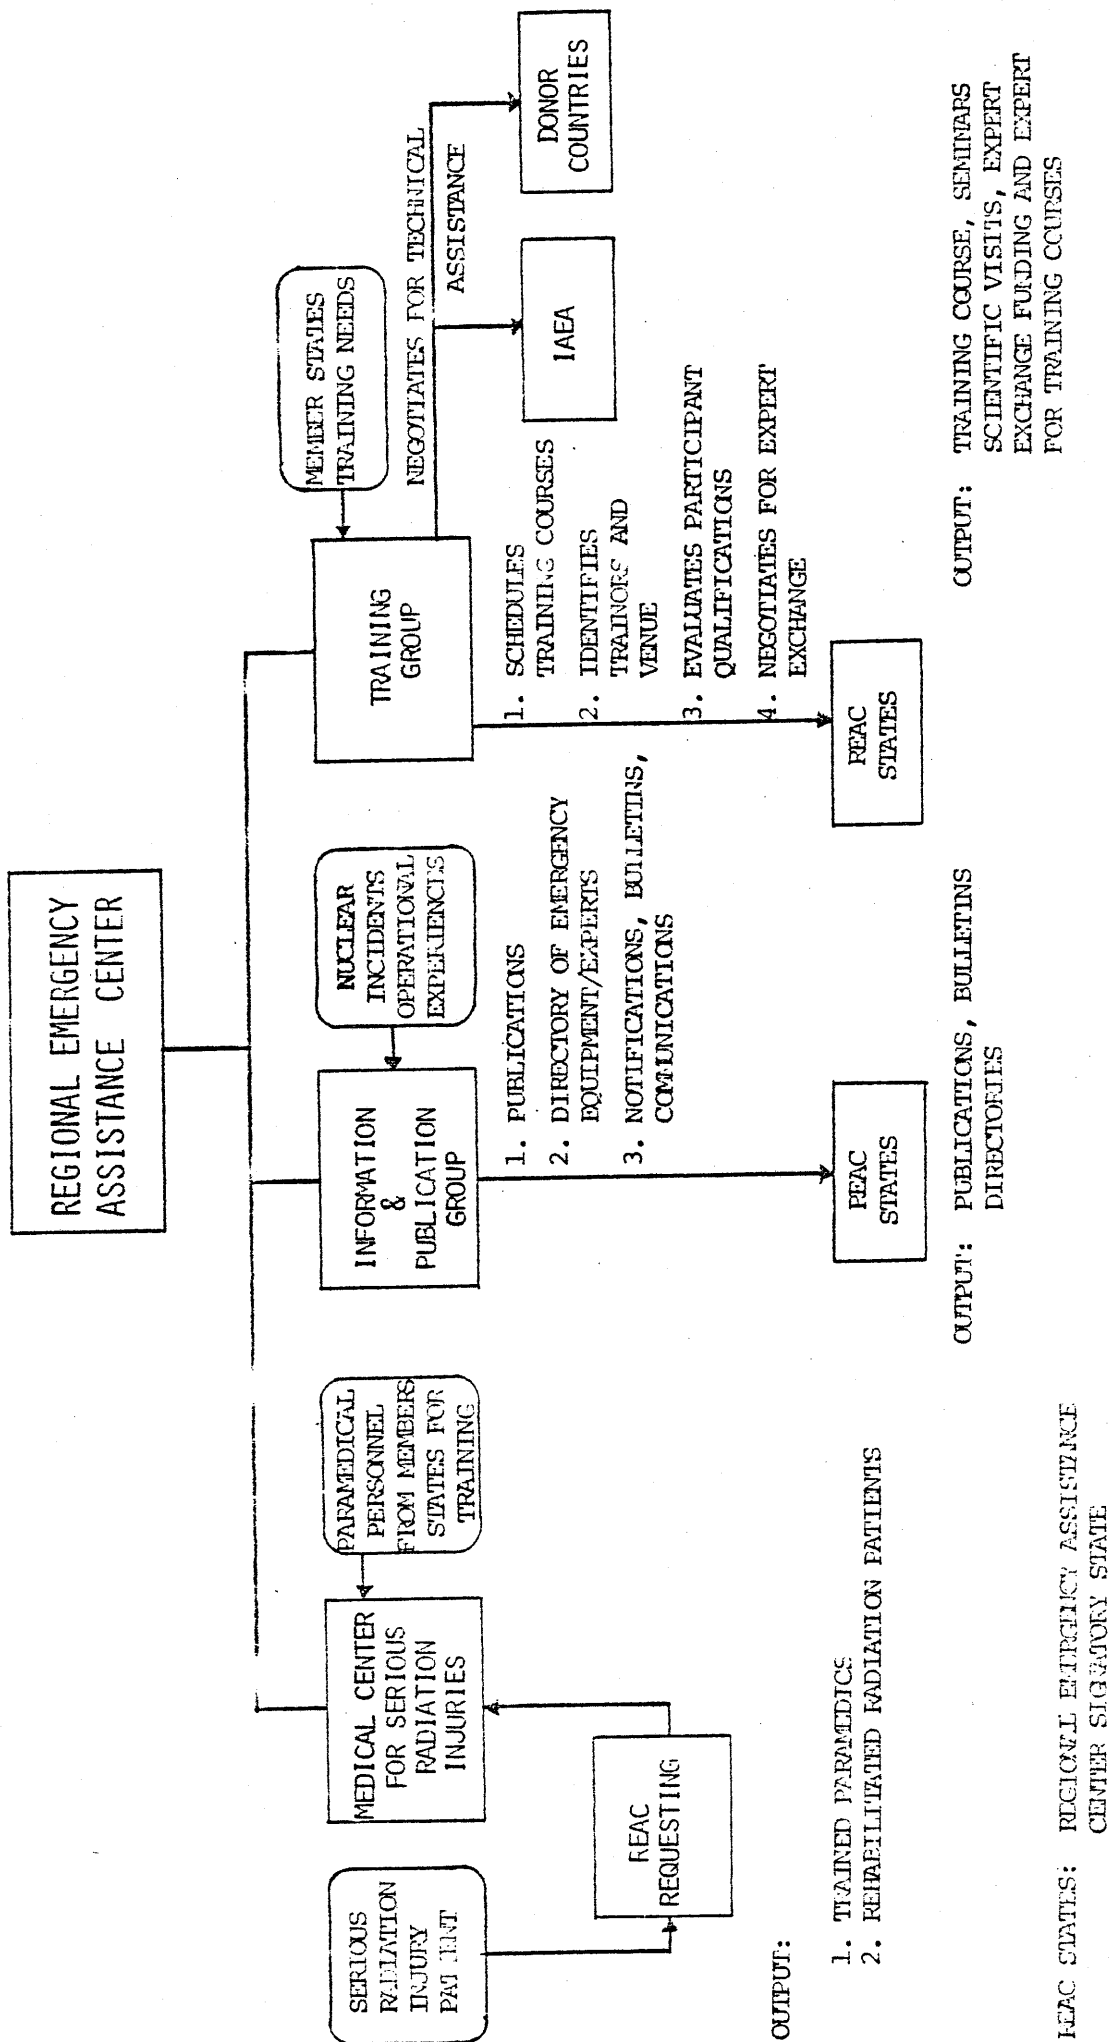 REGIONAL EMERGENCY
ASSISTANCE CENTER
SERIOUS
RADIATION
INJURY
PATIENT
MEDICAL CENTER
FOR SERIOUS
RADIATION
INJURIES
PARAMEDICAL
PERSONNEL
FROM MEMBERS
STATES FOR
TRAINING
REAC
REQUESTING
OUTPUT:
1. TRAINED PARAMEDICS
2. REHABILITATED RADIATION PATIENTS
INFORMATION
&
PUBLICATION
GROUP
NUCLEAR
INCIDENTS
OPERATIONAL
EXPERIENCES
1. PUBLICATIONS
2. DIRECTORY OF EMERGENCY
EQUIPMENT/EXPERTS
3. NOTIFICATIONS, BULLETINS,
COMMUNICATIONS
REAC
STATES
OUTPUT: PUBLICATIONS, BULLETINS
DIRECTORIES
TRAINING
GROUP
MEMBER STATES
TRAINING NEEDS
NEGOTIATES FOR TECHNICAL
ASSISTANCE
IAEA
DONOR
COUNTRIES
1. SCHEDULES
TRAINING COURSES
2. IDENTIFIES
TRAINORS AND
VENUE
3. EVALUATES PARTICIPANT
QUALIFICATIONS
4. NEGOTIATES FOR EXPERT
EXCHANGE
REAC
STATES
OUTPUT: TRAINING COURSE, SEMINARS
SCIENTIFIC VISITS, EXPERT
EXCHANGE FUNDING AND EXPERT
FOR TRAINING COURSES
REAC STATES: REGIONAL EMERGENCY ASSISTANCE
CENTER SIGNATORY STATE